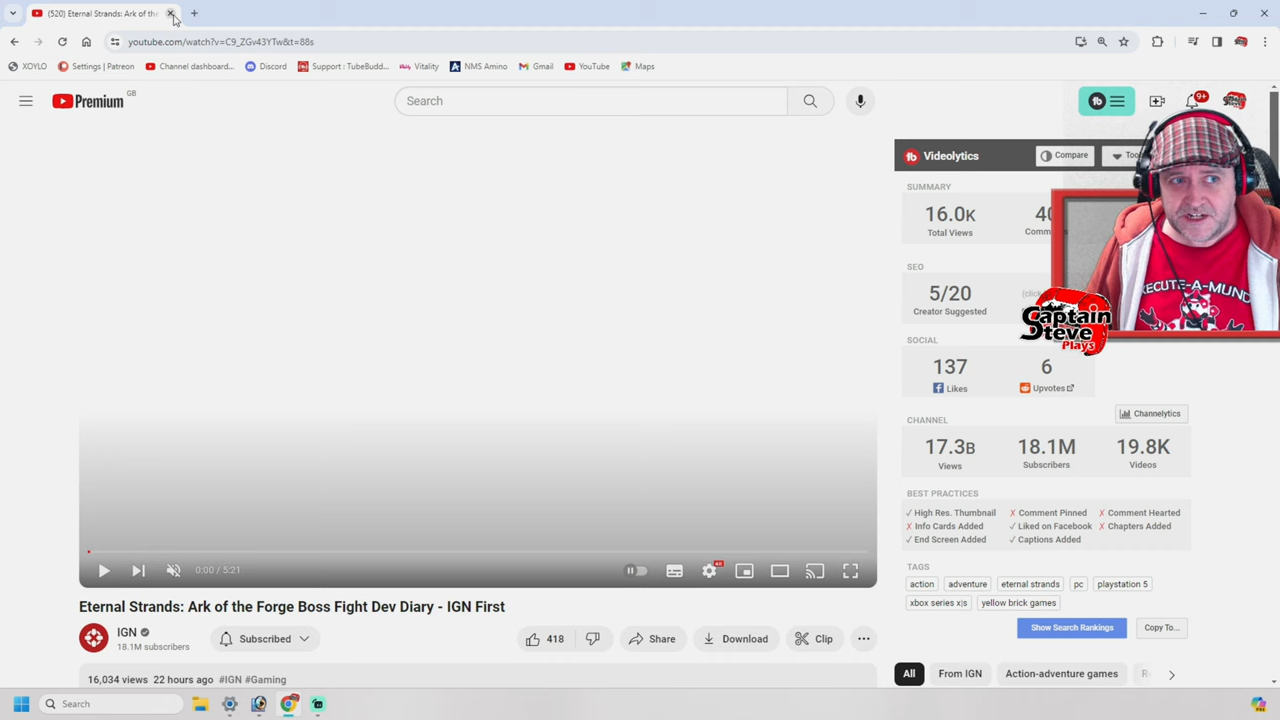 (520) Eternal Strands: Ark of the
youtube.com/watch?v=C9_ZGv43YTw&t=88s
XOYLO Settings | Patreon Channel dashboard... Discord Support : TubeBudd... Vitality NMS Amino Gmail YouTube Maps
Premium GB Search 9+
Videolytics Compare
SUMMARY
16.0K
Total Views
SEO
5/20
Creator Suggested
Captain
Steve
Plays
EXECUTE-A-MUND
SOCIAL
137 6
Likes Upvotes
CHANNEL Channelytics
17.3B 18.1M 19.8K
Views Subscribers Videos
BEST PRACTICES
✓ High Res. Thumbnail ✗ Comment Pinned ✗ Comment Hearted
✗ Info Cards Added ✓ Liked on Facebook ✗ Chapters Added
✓ End Screen Added ✓ Captions Added
TAGS
action adventure eternal strands pc playstation 5
xbox series x|s yellow brick games
Show Search Rankings Copy To...
0:00 / 5:21
Eternal Strands: Ark of the Forge Boss Fight Dev Diary - IGN First
IGN
18.1M subscribers
Subscribed 418 Share Download Clip
16,034 views 22 hours ago #IGN #Gaming
All From IGN Action-adventure games
Search